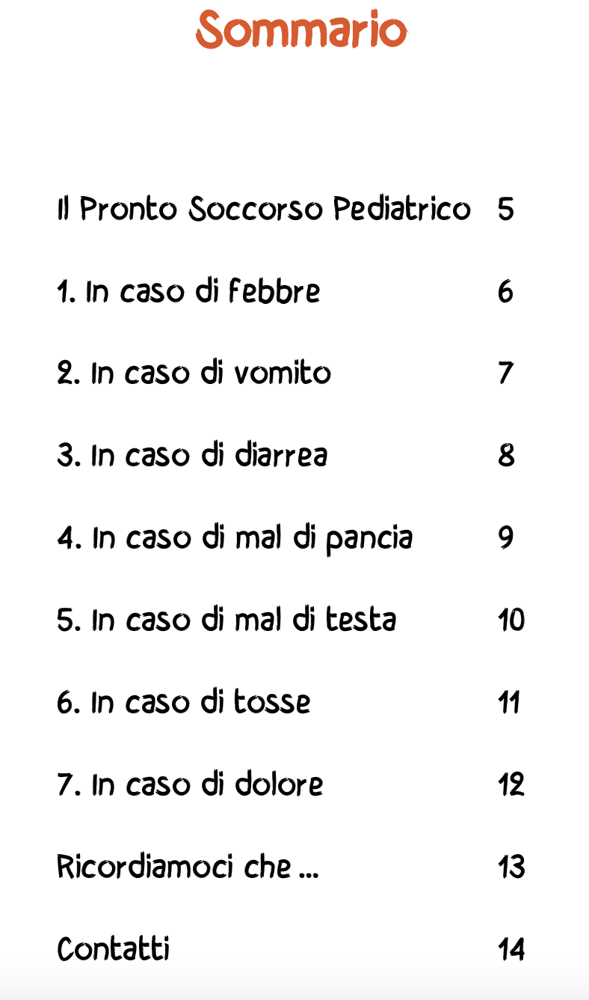 Sommario
Il Pronto Soccorso Pediatrico 5
1. In caso di febbre 6
2. In caso di vomito 7
3. In caso di diarrea 8
4. In caso di mal di pancia 9
5. In caso di mal di testa 10
6. In caso di tosse 11
7. In caso di dolore 12
Ricordiamoci che ... 13
Contatti 14